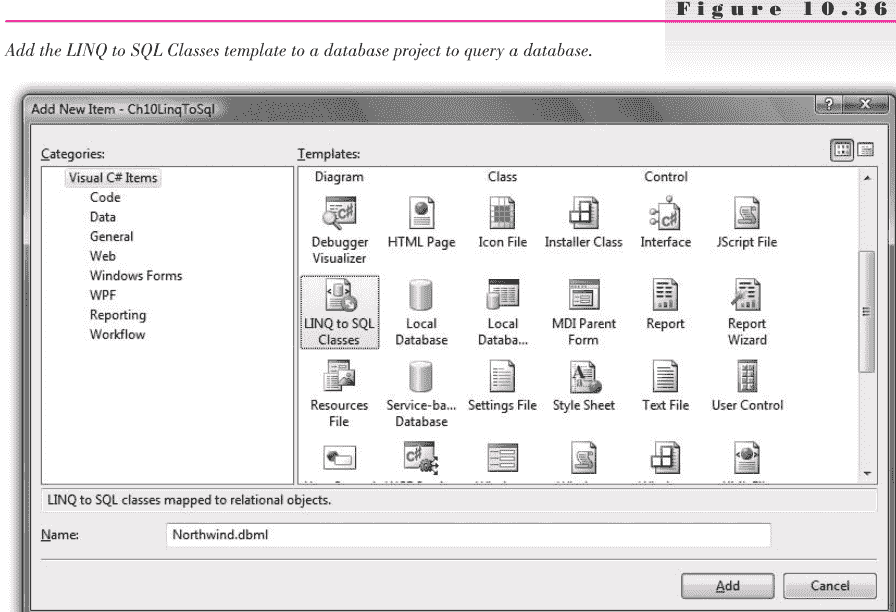 Figure 10.36
Add the LINQ to SQL Classes template to a database project to query a database.
Add New Item - Ch10LinqToSql
Categories:
Templates:
Visual C# Items
Code
Data
General
Web
Windows Forms
WPF
Reporting
Workflow
Diagram
Class
Control
Debugger
Visualizer
HTML Page
Icon File
Installer Class
Interface
JScript File
LINQ to SQL
Classes
Local
Database
Local
Databa...
MDI Parent
Form
Report
Report
Wizard
Resources
File
Service-ba...
Database
Settings File
Style Sheet
Text File
User Control
LINQ to SQL classes mapped to relational objects.
Name:
Northwind.dbml
Add
Cancel